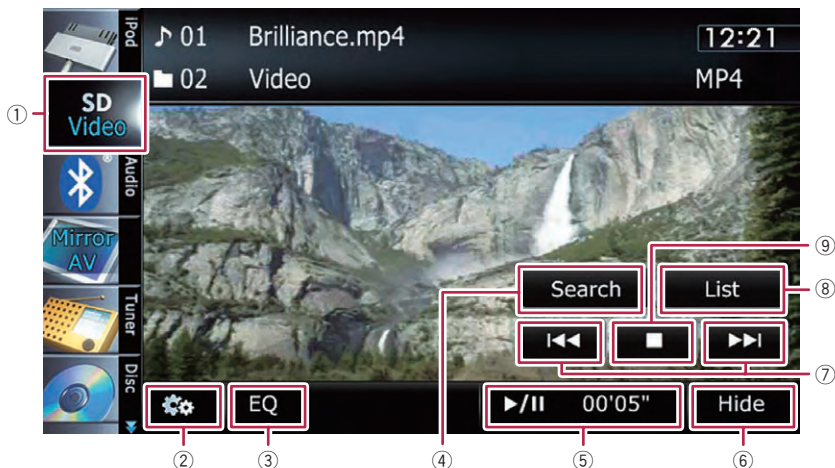 iPod
♪ 01 Brilliance.mp4 12:21
02 Video MP4
①
SD
Video
Audio
Mirror
AV
Tuner
Disc
Search
List
⑨
⑧
⑦
EQ
▶/II 00'05"
Hide
② ③ ④ ⑤ ⑥